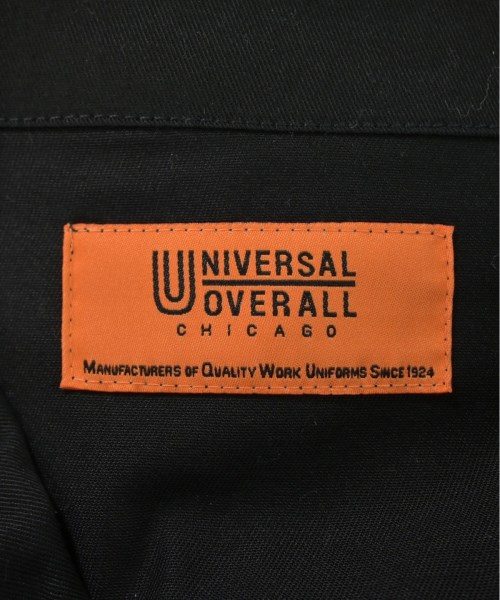 UNIVERSAL
OVERALL
CHICAGO
MANUFACTURERS OF QUALITY WORK UNIFORMS SINCE 1924